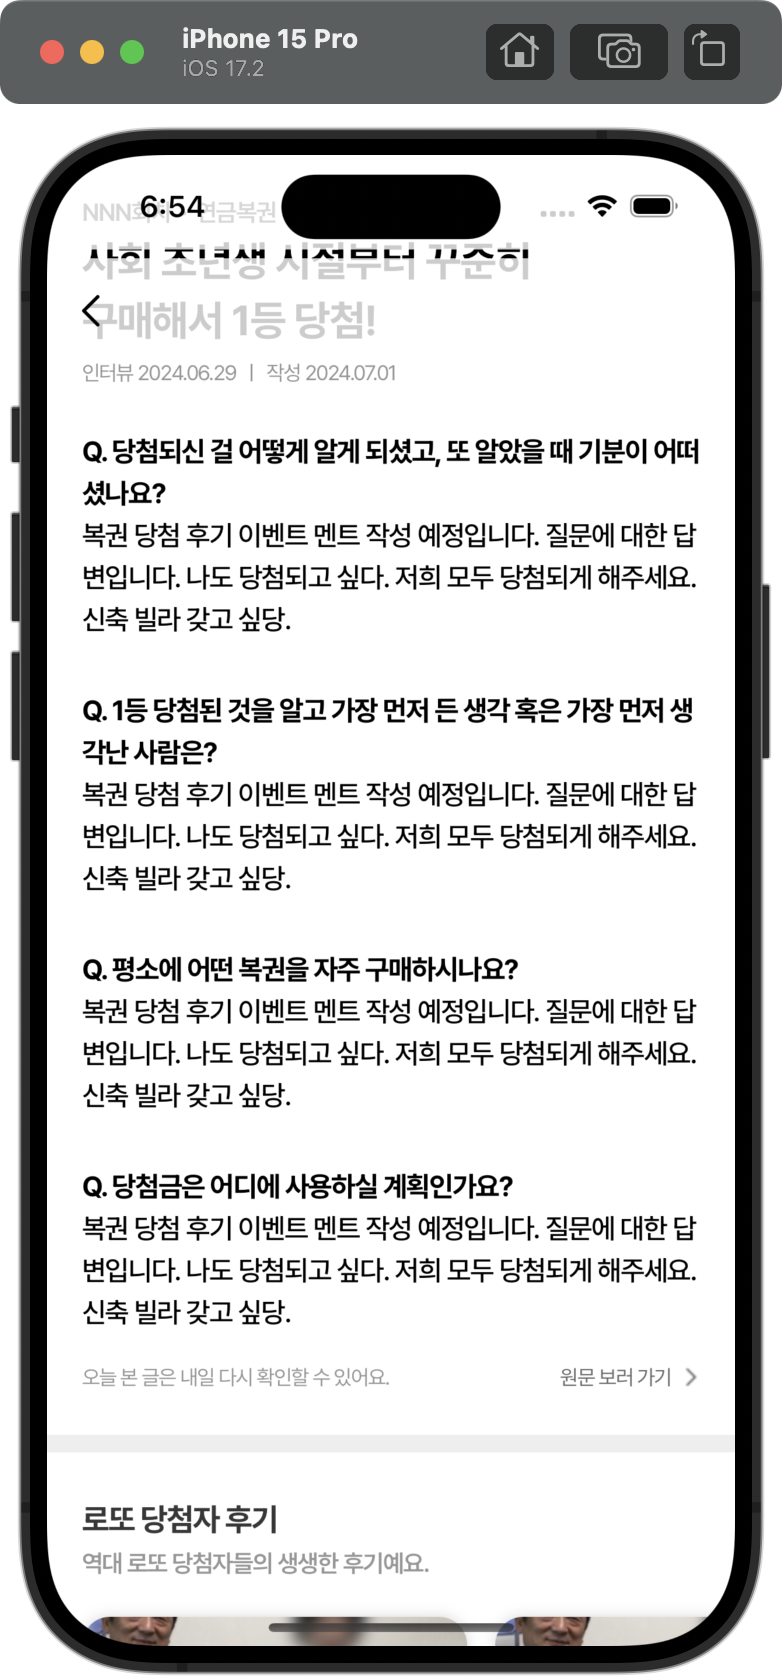 iPhone 15 Pro
iOS 17.2
6:54
연금복권
사회 초년생 시절부터 꾸준히
구매해서 1등 당첨!
인터뷰 2024.06.29 | 작성 2024.07.01
Q. 당첨되신 걸 어떻게 알게 되셨고, 또 알았을 때 기분이 어떠
셨나요?
복권 당첨 후기 이벤트 멘트 작성 예정입니다. 질문에 대한 답
변입니다. 나도 당첨되고 싶다. 저희 모두 당첨되게 해주세요.
신축 빌라 갖고 싶당.
Q. 1등 당첨된 것을 알고 가장 먼저 든 생각 혹은 가장 먼저 생
각난 사람은?
복권 당첨 후기 이벤트 멘트 작성 예정입니다. 질문에 대한 답
변입니다. 나도 당첨되고 싶다. 저희 모두 당첨되게 해주세요.
신축 빌라 갖고 싶당.
Q. 평소에 어떤 복권을 자주 구매하시나요?
복권 당첨 후기 이벤트 멘트 작성 예정입니다. 질문에 대한 답
변입니다. 나도 당첨되고 싶다. 저희 모두 당첨되게 해주세요.
신축 빌라 갖고 싶당.
Q. 당첨금은 어디에 사용하실 계획인가요?
복권 당첨 후기 이벤트 멘트 작성 예정입니다. 질문에 대한 답
변입니다. 나도 당첨되고 싶다. 저희 모두 당첨되게 해주세요.
신축 빌라 갖고 싶당.
오늘 본 글은 내일 다시 확인할 수 있어요.
원문 보러 가기
로또 당첨자 후기
역대 로또 당첨자들의 생생한 후기예요.